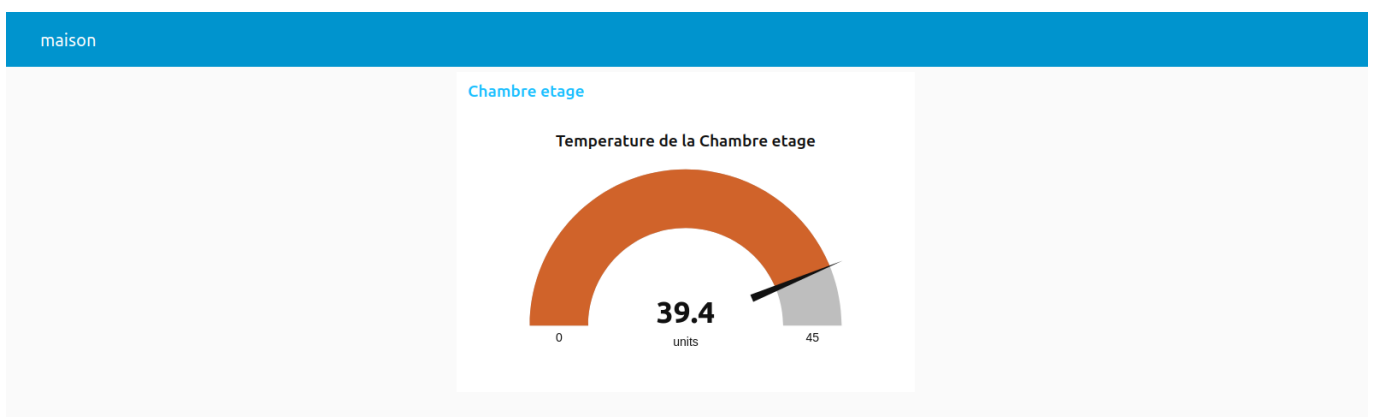 maison
Chambre etage
Temperature de la Chambre etage
39.4
0
units
45